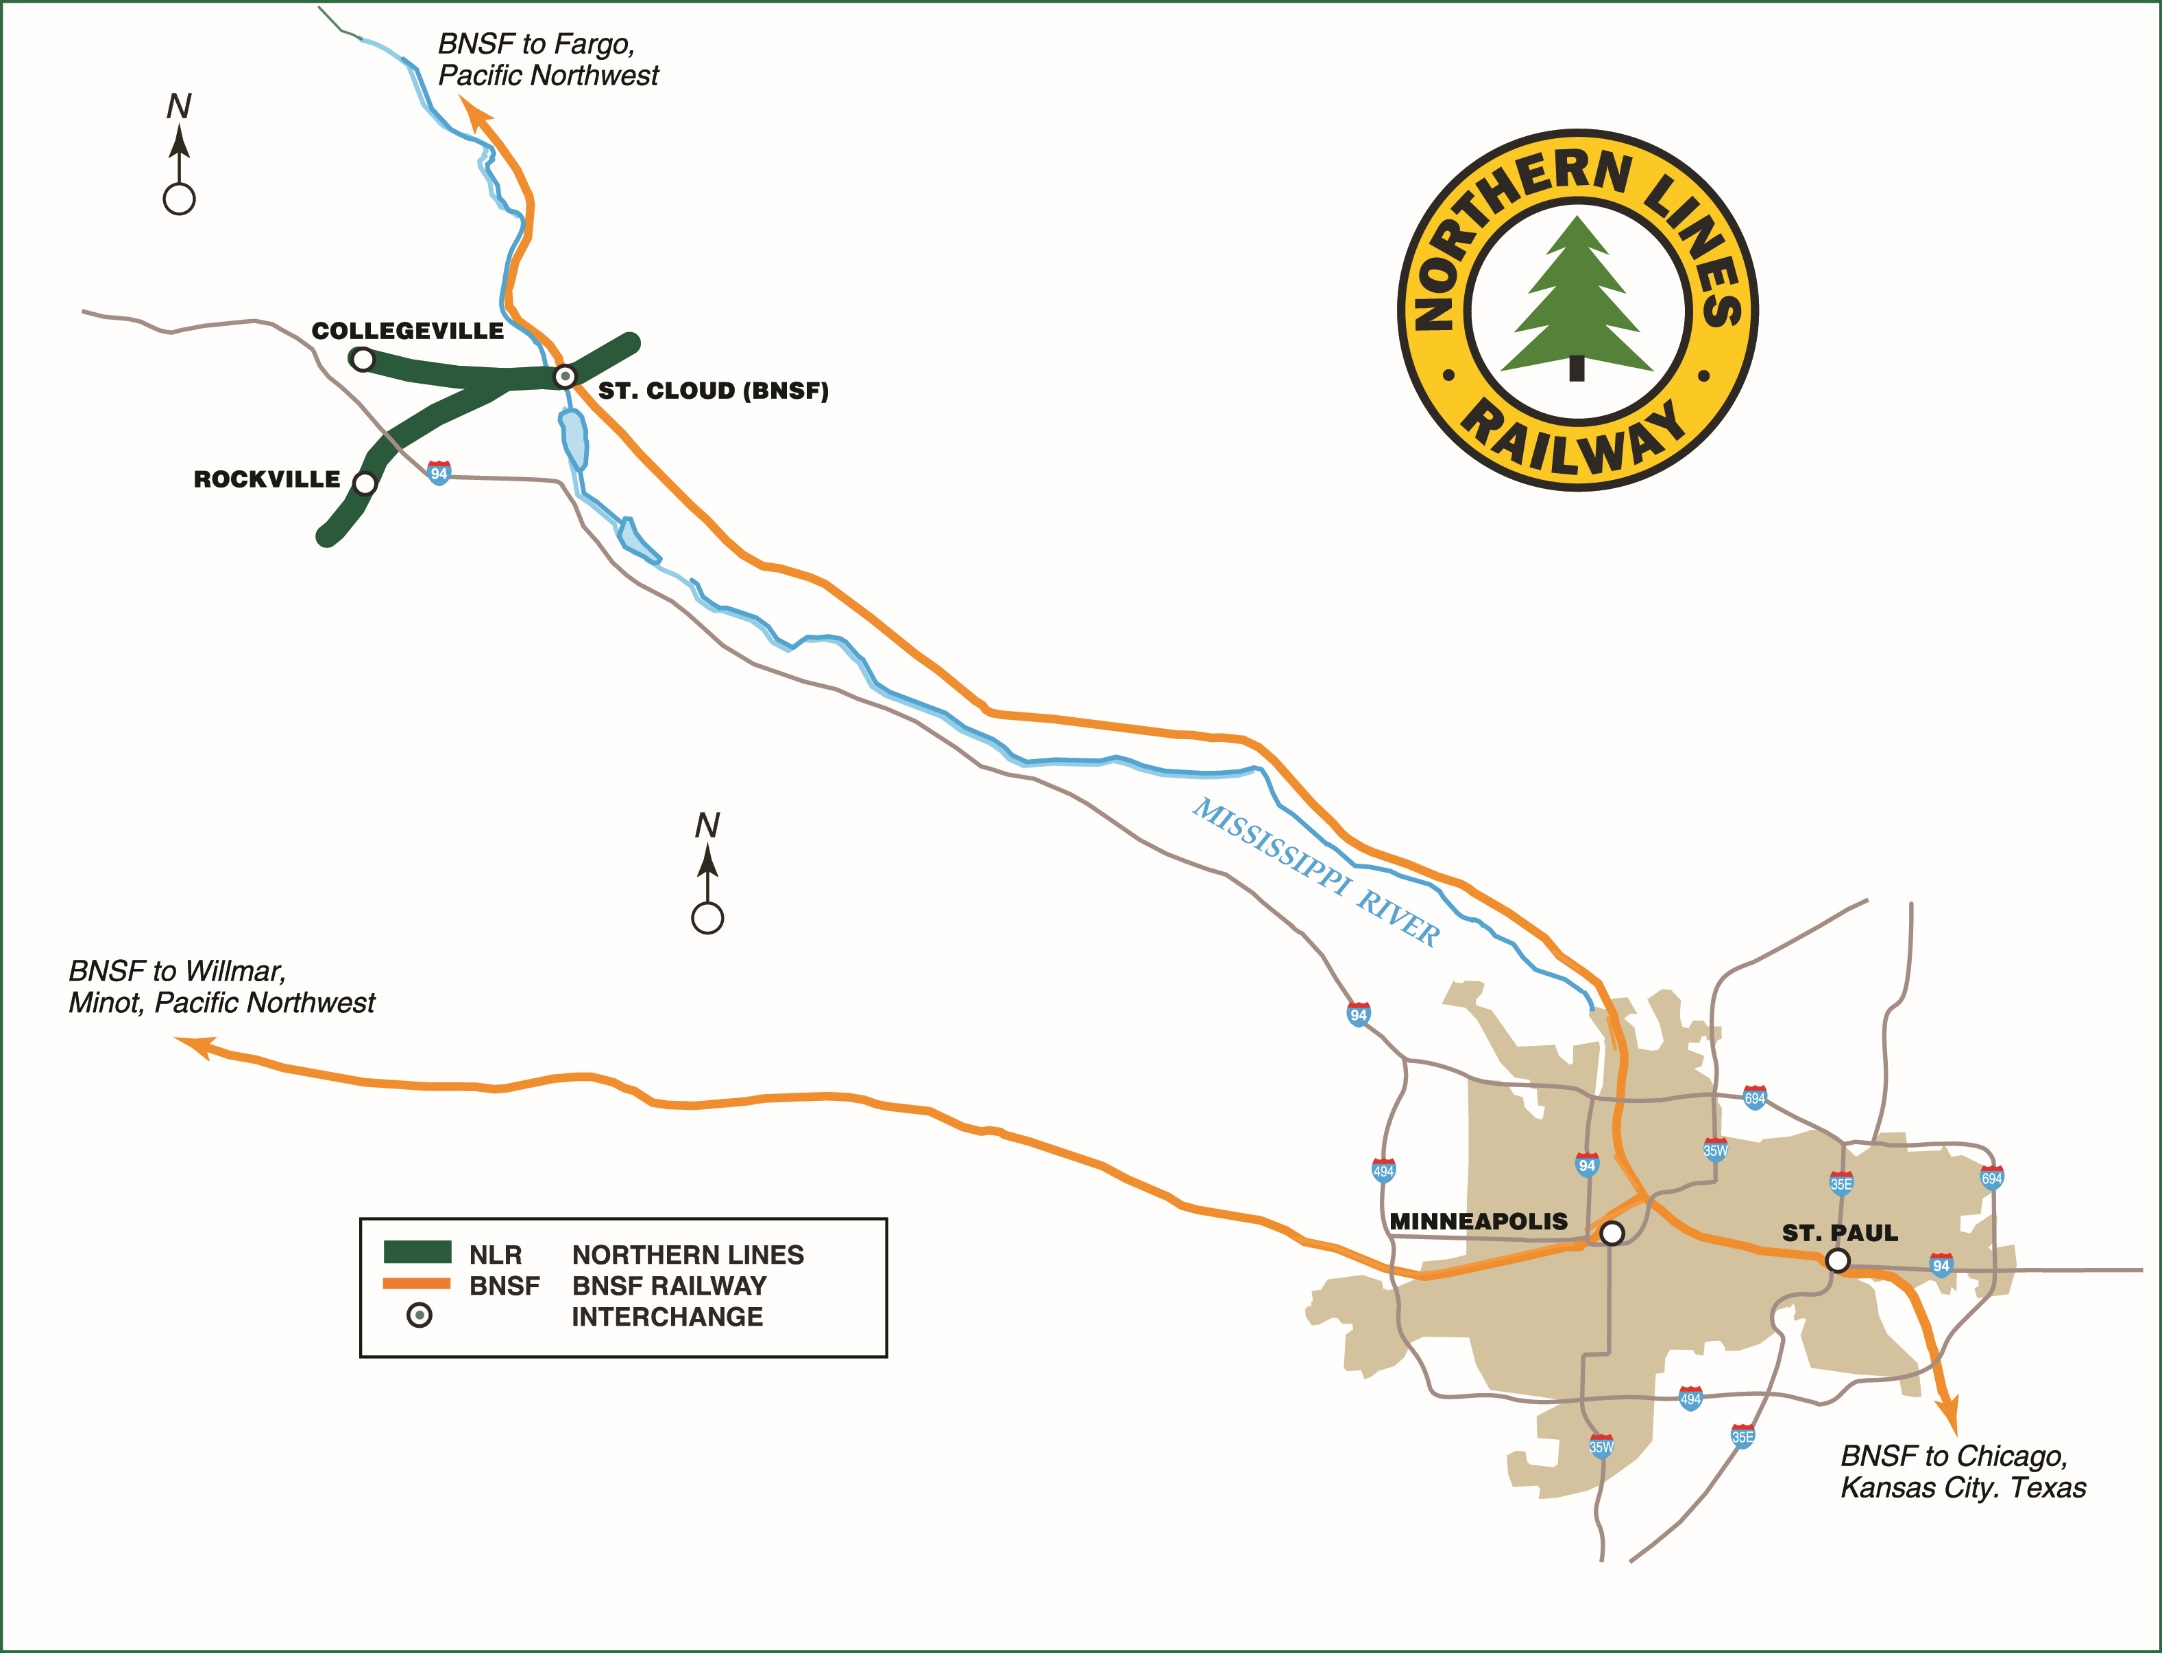 BNSF to Fargo,
Pacific Northwest
N
NORTHERN LINES
RAILWAY
COLLEGEVILLE
ST. CLOUD (BNSF)
ROCKVILLE
94
MISSISSIPPI RIVER
N
BNSF to Willmar,
Minot, Pacific Northwest
94
694
494
94
35W
35E
694
MINNEAPOLIS
ST. PAUL
94
NLR NORTHERN LINES
BNSF BNSF RAILWAY
INTERCHANGE
494
35W
35E
BNSF to Chicago,
Kansas City. Texas